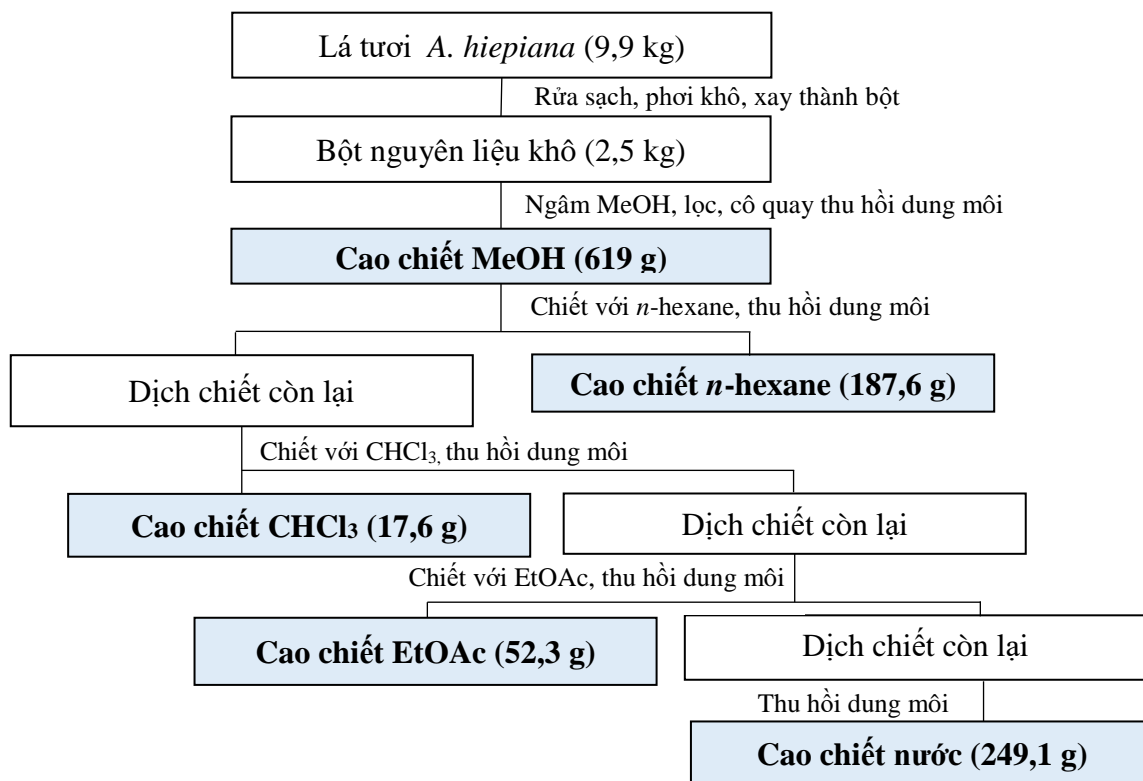 Lá tươi A. hiepiana (9,9 kg)
Rửa sạch, phơi khô, xay thành bột
Bột nguyên liệu khô (2,5 kg)
Ngâm MeOH, lọc, cô quay thu hồi dung môi
Cao chiết MeOH (619 g)
Chiết với n-hexane, thu hồi dung môi
Dịch chiết còn lại
Cao chiết n-hexane (187,6 g)
Chiết với CHCl₃, thu hồi dung môi
Cao chiết CHCl₃ (17,6 g)
Dịch chiết còn lại
Chiết với EtOAc, thu hồi dung môi
Cao chiết EtOAc (52,3 g)
Dịch chiết còn lại
Thu hồi dung môi
Cao chiết nước (249,1 g)